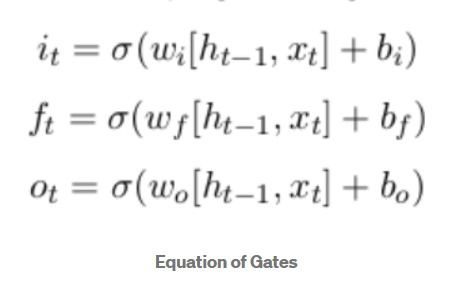 i_t = σ(w_i[h_{t−1}, x_t] + b_i)
f_t = σ(w_f[h_{t−1}, x_t] + b_f)
o_t = σ(w_o[h_{t−1}, x_t] + b_o)
Equation of Gates